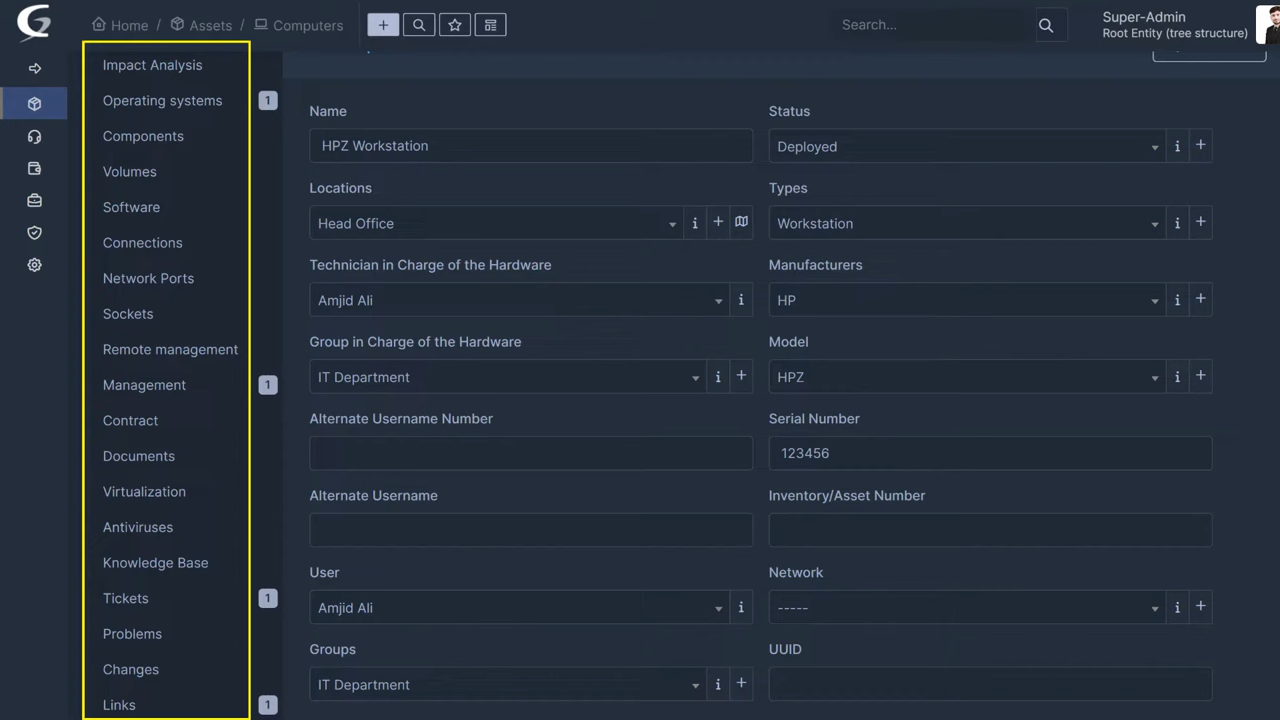 Home / Assets / Computers
Search...
Super-Admin
Root Entity (tree structure)
Impact Analysis
Operating systems 1
Components
Volumes
Software
Connections
Network Ports
Sockets
Remote management
Management 1
Contract
Documents
Virtualization
Antiviruses
Knowledge Base
Tickets 1
Problems
Changes
Links 1
Name
HPZ Workstation
Status
Deployed
Locations
Head Office
Types
Workstation
Technician in Charge of the Hardware
Amjid Ali
Manufacturers
HP
Group in Charge of the Hardware
IT Department
Model
HPZ
Alternate Username Number
Serial Number
123456
Alternate Username
Inventory/Asset Number
User
Amjid Ali
Network
-----
Groups
IT Department
UUID